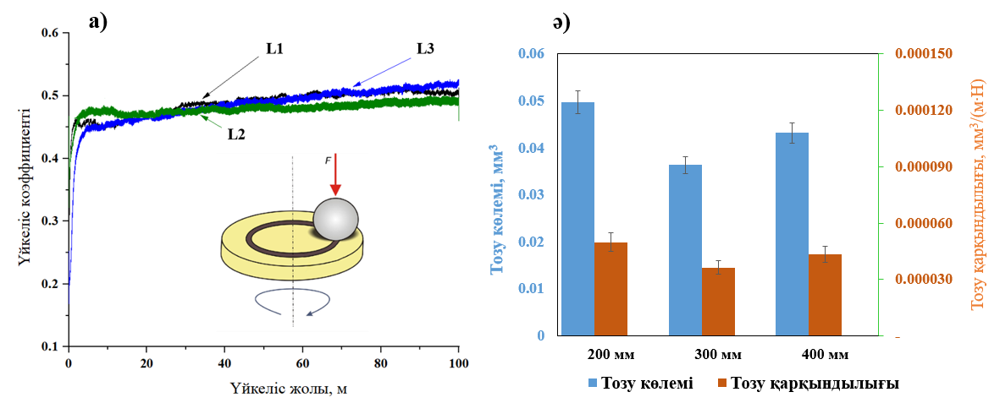 а)
Үйкеліс коэффициенті
0.6
0.5
0.4
0.3
0.2
0.1
L1
L3
L2
F
0
20
40
60
80
100
Үйкеліс жолы, м
ә)
Тозу көлемі, мм³
0.06
0.05
0.04
0.03
0.02
0.01
0
0.000150
0.000120
0.000090
0.000060
0.000030
-
Тозу қарқындылығы, мм³/(м·Н)
200 мм
300 мм
400 мм
Тозу көлемі
Тозу қарқындылығы